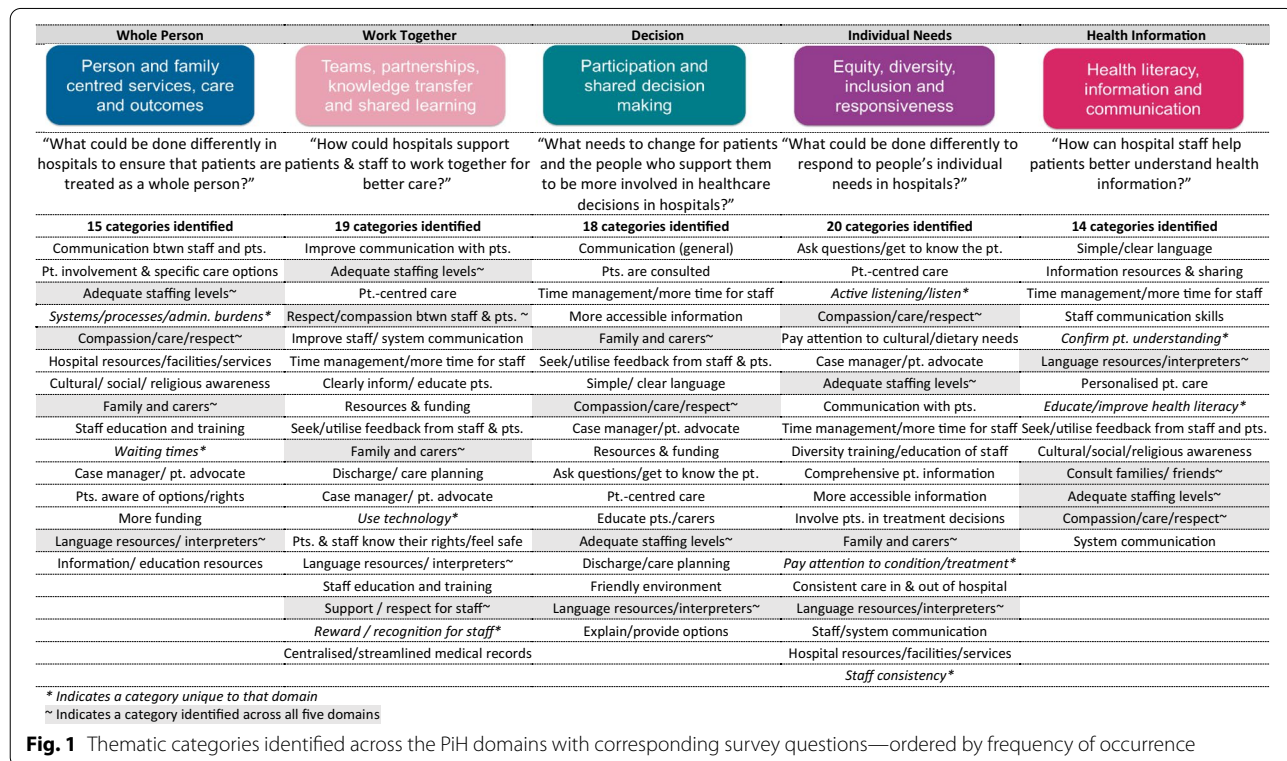 Whole Person
Work Together
Decision
Individual Needs
Health Information
Person and family
centred services, care
and outcomes
Teams, partnerships,
knowledge transfer
and shared learning
Participation and
shared decision
making
Equity, diversity,
inclusion and
responsiveness
Health literacy,
information and
communication
“What could be done differently in
hospitals to ensure that patients are
treated as a whole person?”
“How could hospitals support
patients & staff to work together for
better care?”
“What needs to change for patients
and the people who support them
to be more involved in healthcare
decisions in hospitals?”
“What could be done differently to
respond to people’s individual
needs in hospitals?”
“How can hospital staff help
patients better understand health
information?”
15 categories identified
19 categories identified
18 categories identified
20 categories identified
14 categories identified
Communication btwn staff and pts.
Improve communication with pts.
Communication (general)
Ask questions/get to know the pt.
Simple/clear language
Pt. involvement & specific care options
Adequate staffing levels~
Pts. are consulted
Pt.-centred care
Information resources & sharing
Adequate staffing levels~
Pt.-centred care
Time management/more time for staff
Active listening/listen*
Time management/more time for staff
Systems/processes/admin. burdens*
Respect/compassion btwn staff & pts. ~
More accessible information
Compassion/care/respect~
Staff communication skills
Compassion/care/respect~
Improve staff/ system communication
Family and carers~
Pay attention to cultural/dietary needs
Confirm pt. understanding*
Hospital resources/facilities/services
Time management/more time for staff
Seek/utilise feedback from staff & pts.
Case manager/pt. advocate
Language resources/interpreters~
Cultural/ social/ religious awareness
Clearly inform/ educate pts.
Simple/ clear language
Adequate staffing levels~
Personalised pt. care
Family and carers~
Resources & funding
Compassion/care/respect~
Communication with pts.
Educate/improve health literacy*
Staff education and training
Seek/utilise feedback from staff & pts.
Case manager/pt. advocate
Time management/more time for staff
Seek/utilise feedback from staff and pts.
Waiting times*
Family and carers~
Resources & funding
Diversity training/education of staff
Cultural/social/religious awareness
Case manager/ pt. advocate
Discharge/ care planning
Ask questions/get to know the pt.
Comprehensive pt. information
Consult families/ friends~
Pts. aware of options/rights
Case manager/ pt. advocate
Pt.-centred care
More accessible information
Adequate staffing levels~
More funding
Use technology*
Educate pts./carers
Involve pts. in treatment decisions
Compassion/care/respect~
Language resources/ interpreters~
Pts. & staff know their rights/feel safe
Adequate staffing levels~
Family and carers~
System communication
Information/ education resources
Language resources/ interpreters~
Discharge/care planning
Pay attention to condition/treatment*
Staff education and training
Friendly environment
Consistent care in & out of hospital
Support / respect for staff~
Language resources/interpreters~
Language resources/interpreters~
Reward / recognition for staff*
Explain/provide options
Staff/system communication
Centralised/streamlined medical records
Hospital resources/facilities/services
Staff consistency*
* Indicates a category unique to that domain
~ Indicates a category identified across all five domains
Fig. 1 Thematic categories identified across the PiH domains with corresponding survey questions—ordered by frequency of occurrence